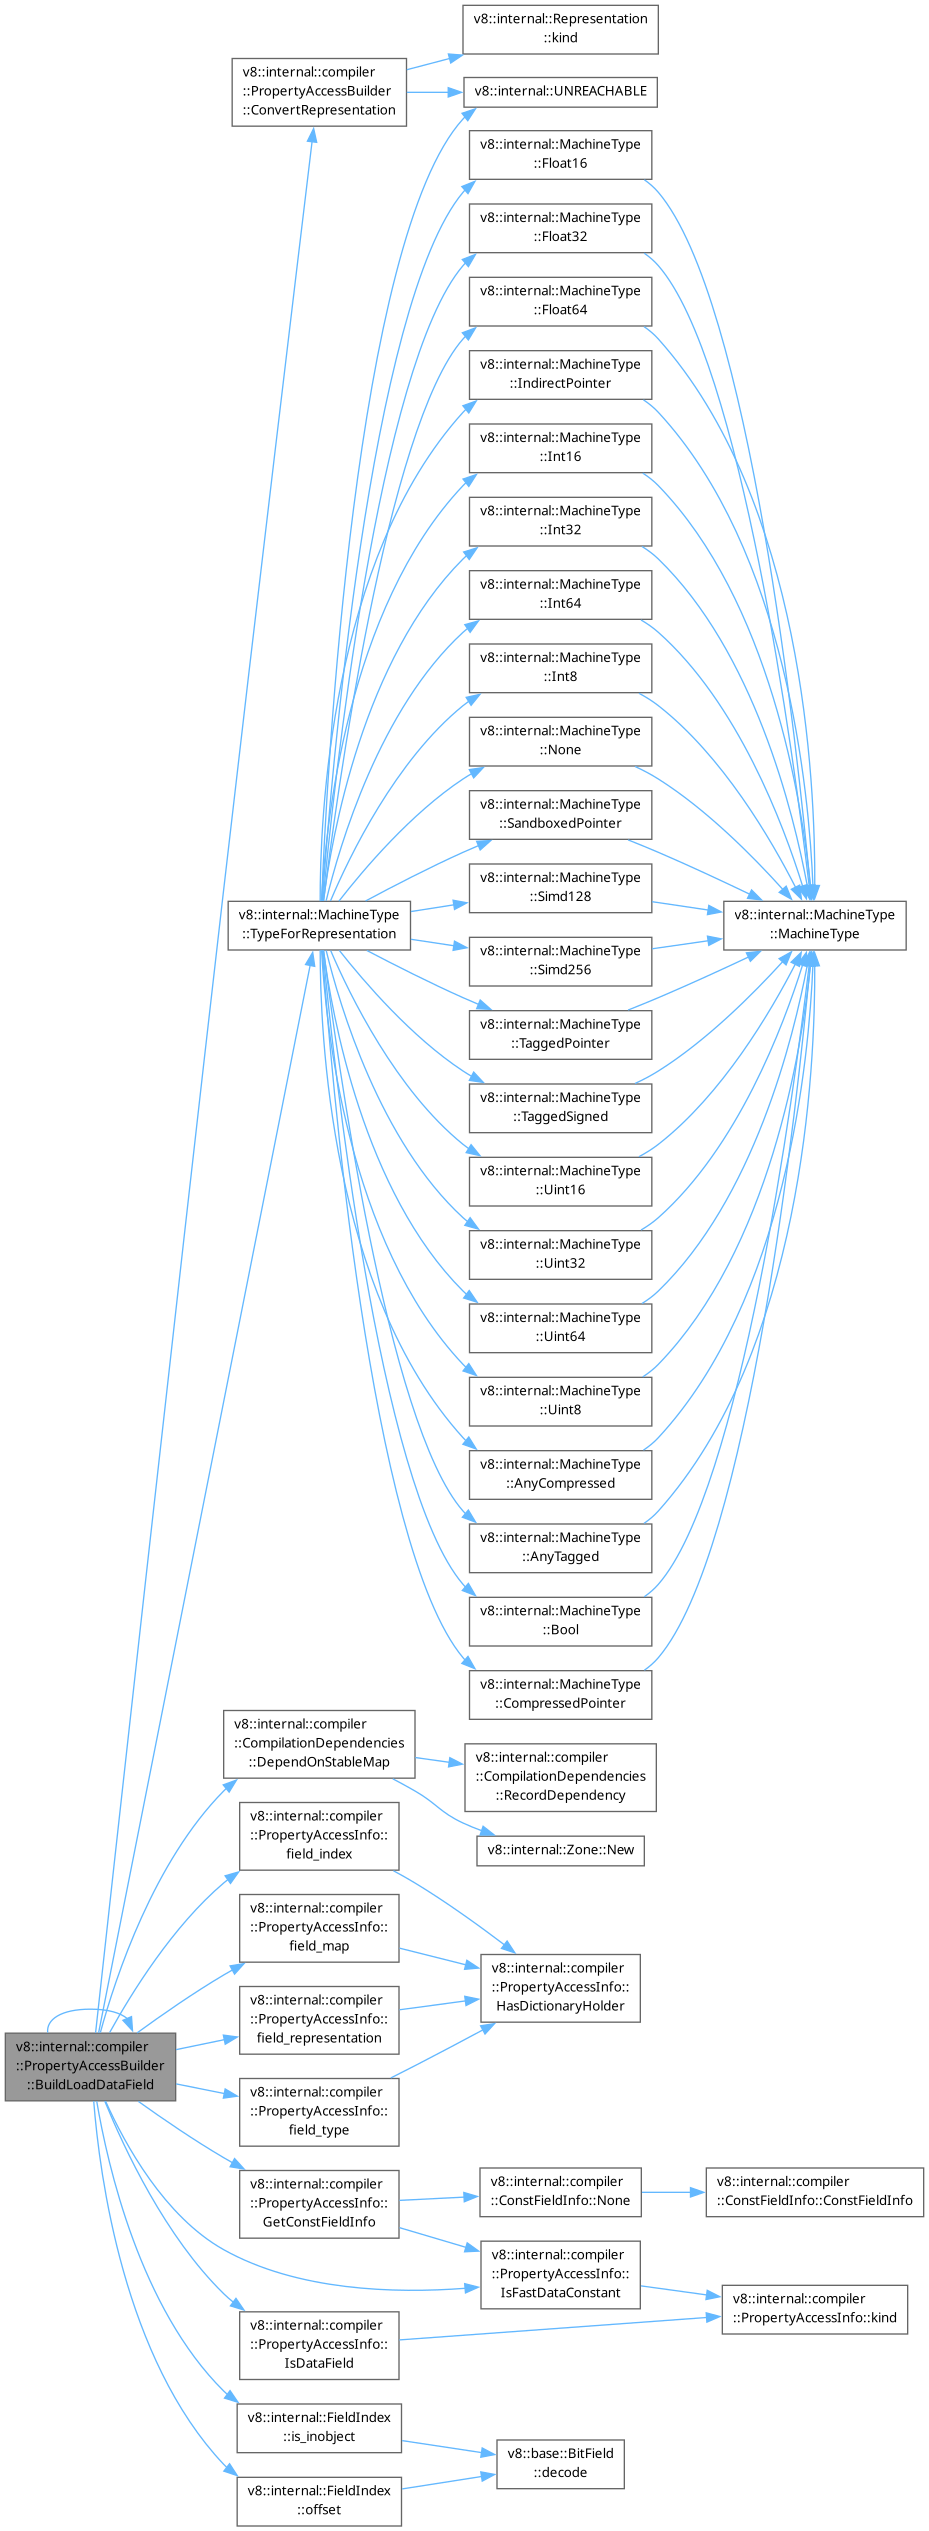 v8::internal::Representation
::kind
v8::internal::compiler
::PropertyAccessBuilder
::ConvertRepresentation
v8::internal::UNREACHABLE
v8::internal::MachineType
::Float16
v8::internal::MachineType
::Float32
v8::internal::MachineType
::Float64
v8::internal::MachineType
::IndirectPointer
v8::internal::MachineType
::Int16
v8::internal::MachineType
::Int32
v8::internal::MachineType
::Int64
v8::internal::MachineType
::Int8
v8::internal::MachineType
::None
v8::internal::MachineType
::SandboxedPointer
v8::internal::MachineType
::Simd128
v8::internal::MachineType
::TypeForRepresentation
v8::internal::MachineType
::MachineType
v8::internal::MachineType
::Simd256
v8::internal::MachineType
::TaggedPointer
v8::internal::MachineType
::TaggedSigned
v8::internal::MachineType
::Uint16
v8::internal::MachineType
::Uint32
v8::internal::MachineType
::Uint64
v8::internal::MachineType
::Uint8
v8::internal::MachineType
::AnyCompressed
v8::internal::MachineType
::AnyTagged
v8::internal::MachineType
::Bool
v8::internal::MachineType
::CompressedPointer
v8::internal::compiler
::CompilationDependencies
::DependOnStableMap
v8::internal::compiler
::CompilationDependencies
::RecordDependency
v8::internal::Zone::New
v8::internal::compiler
::PropertyAccessInfo::
field_index
v8::internal::compiler
::PropertyAccessInfo::
field_map
v8::internal::compiler
::PropertyAccessInfo::
HasDictionaryHolder
v8::internal::compiler
::PropertyAccessInfo::
field_representation
v8::internal::compiler
::PropertyAccessBuilder
::BuildLoadDataField
v8::internal::compiler
::PropertyAccessInfo::
field_type
v8::internal::compiler
::PropertyAccessInfo::
GetConstFieldInfo
v8::internal::compiler
::ConstFieldInfo::None
v8::internal::compiler
::ConstFieldInfo::ConstFieldInfo
v8::internal::compiler
::PropertyAccessInfo::
IsFastDataConstant
v8::internal::compiler
::PropertyAccessInfo::kind
v8::internal::compiler
::PropertyAccessInfo::
IsDataField
v8::internal::FieldIndex
::is_inobject
v8::base::BitField
::decode
v8::internal::FieldIndex
::offset